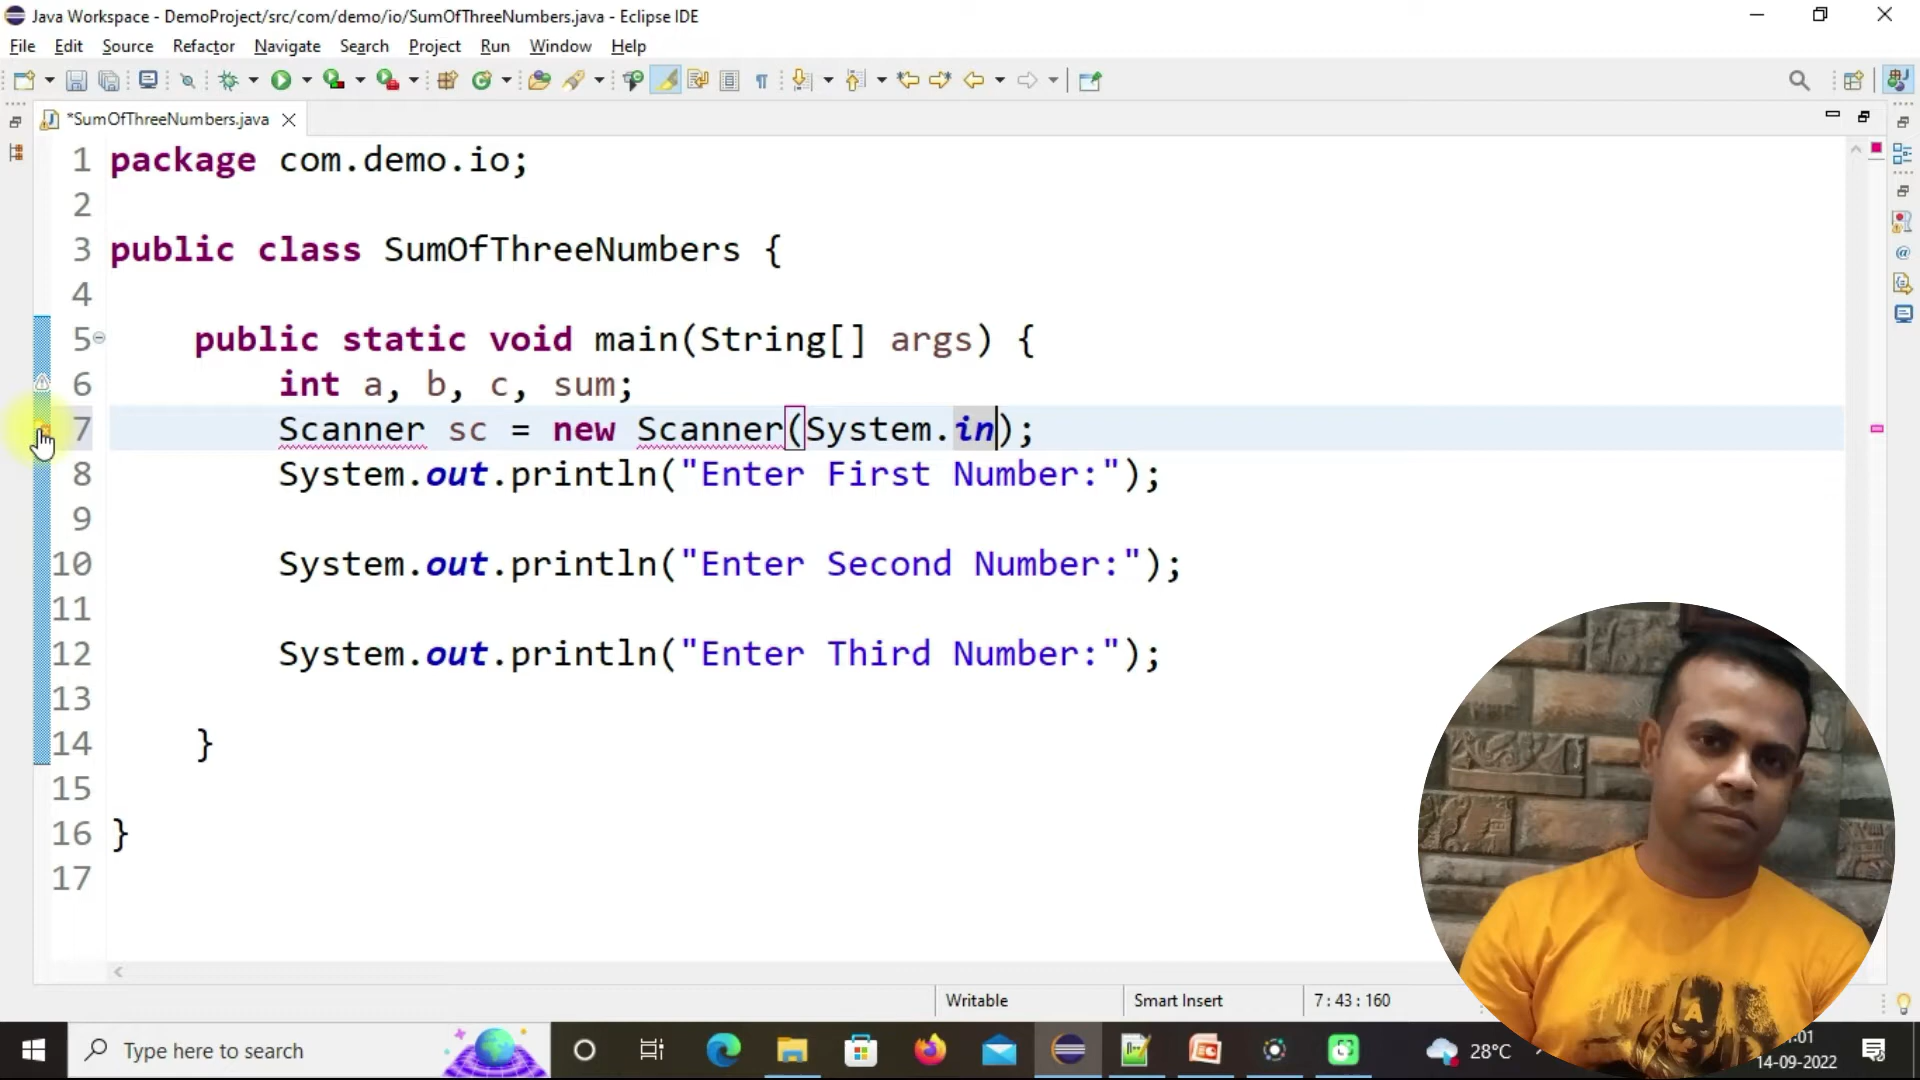 Java Workspace - DemoProject/src/com/demo/io/SumOfThreeNumbers.java - Eclipse IDE
File Edit Source Refactor Navigate Search Project Run Window Help
*SumOfThreeNumbers.java
1 package com.demo.io;
2
3 public class SumOfThreeNumbers {
4
5 public static void main(String[] args) {
6 int a, b, c, sum;
7 Scanner sc = new Scanner(System.in);
8 System.out.println("Enter First Number:");
9
10 System.out.println("Enter Second Number:");
11
12 System.out.println("Enter Third Number:");
13
14 }
15
16 }
17
Writable Smart Insert 7 : 43 : 160
Type here to search
28°C
14-09-2022